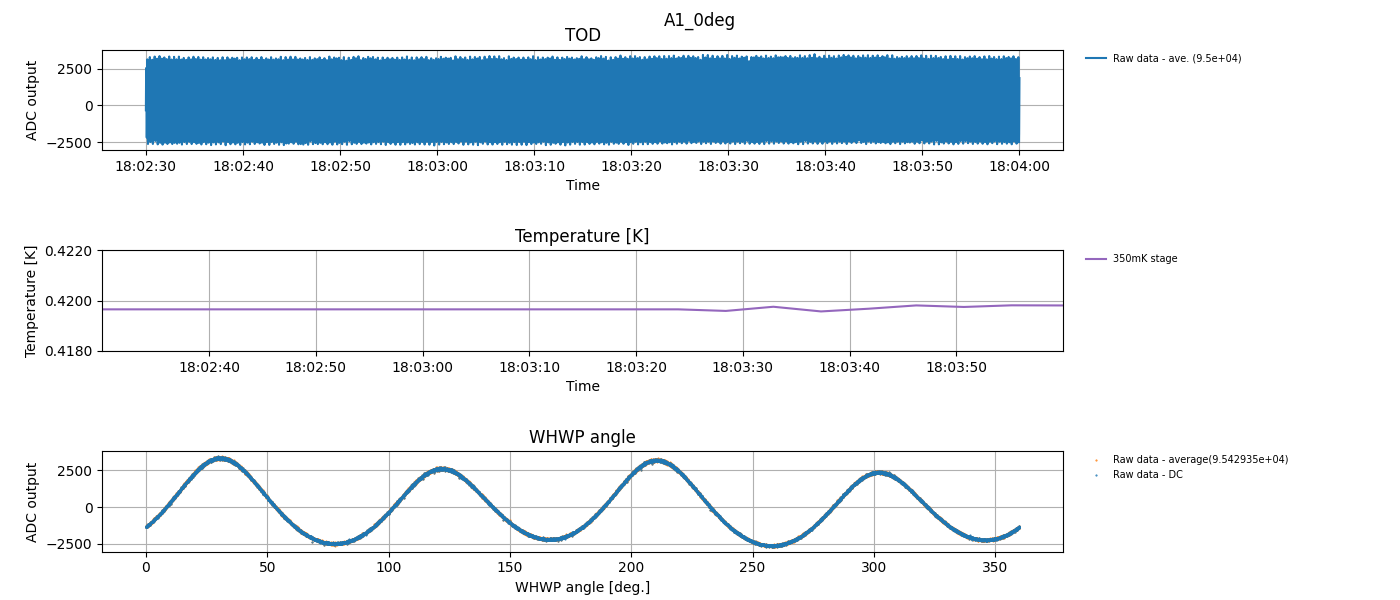 A1_0deg
TOD
ADC output
2500
0
−2500
18:02:30 18:02:40 18:02:50 18:03:00 18:03:10 18:03:20 18:03:30 18:03:40 18:03:50 18:04:00
Time
Raw data - ave. (9.5e+04)
Temperature [K]
Temperature [K]
0.4220
0.4200
0.4180
18:02:40 18:02:50 18:03:00 18:03:10 18:03:20 18:03:30 18:03:40 18:03:50
Time
350mK stage
WHWP angle
ADC output
2500
0
−2500
0 50 100 150 200 250 300 350
WHWP angle [deg.]
Raw data - average(9.542935e+04)
Raw data - DC